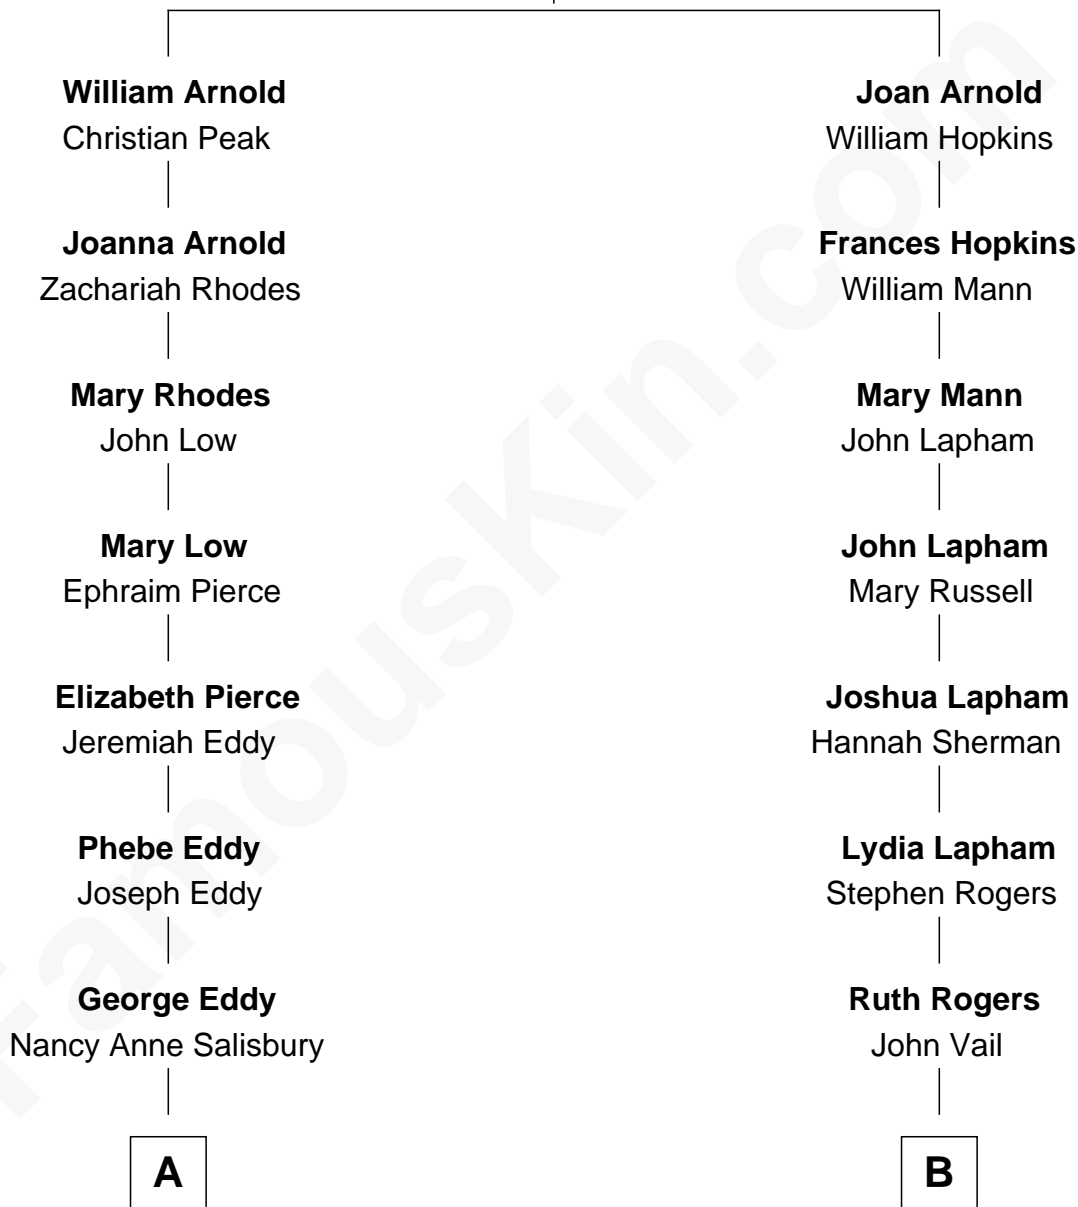 William Arnold
Christian Peak
Joanna Arnold
Zachariah Rhodes
Mary Rhodes
John Low
Mary Low
Ephraim Pierce
Elizabeth Pierce
Jeremiah Eddy
Phebe Eddy
Joseph Eddy
George Eddy
Nancy Anne Salisbury
A
Joan Arnold
William Hopkins
Frances Hopkins
William Mann
Mary Mann
John Lapham
John Lapham
Mary Russell
Joshua Lapham
Hannah Sherman
Lydia Lapham
Stephen Rogers
Ruth Rogers
John Vail
B
FamousKin.com